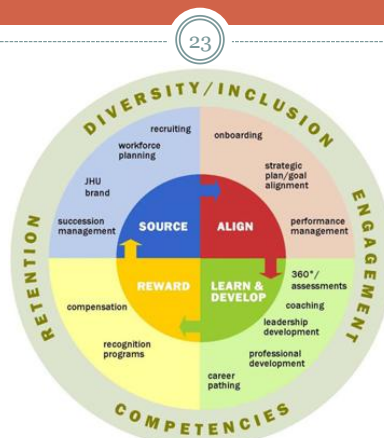 23
DIVERSITY/INCLUSION
recruiting
workforce
planning
JHU
brand
succession
management
SOURCE
onboarding
strategic
plan/goal
alignment
performance
management
ALIGN
ENGAGEMENT
RETENTION
REWARD
compensation
recognition
programs
LEARN &
DEVELOP
360°/
assessments
coaching
leadership
development
professional
development
career
pathing
COMPETENCIES